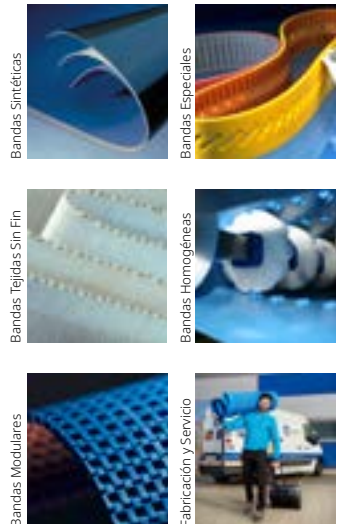 Bandas Sintéticas
Bandas Especiales
Bandas Tejidas Sin Fin
Bandas Homogéneas
Bandas Modulares
Fabricación y Servicio